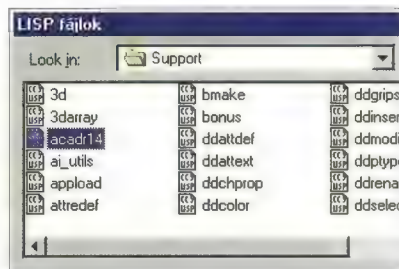 LISP fájlok
Look in: Support
3d bmake ddgrips
3darray bonus ddinser
acadr14 ddattdef ddmodi
ai_utils ddattext ddptype
appload ddchprop ddrena
attredef ddcolor ddselec